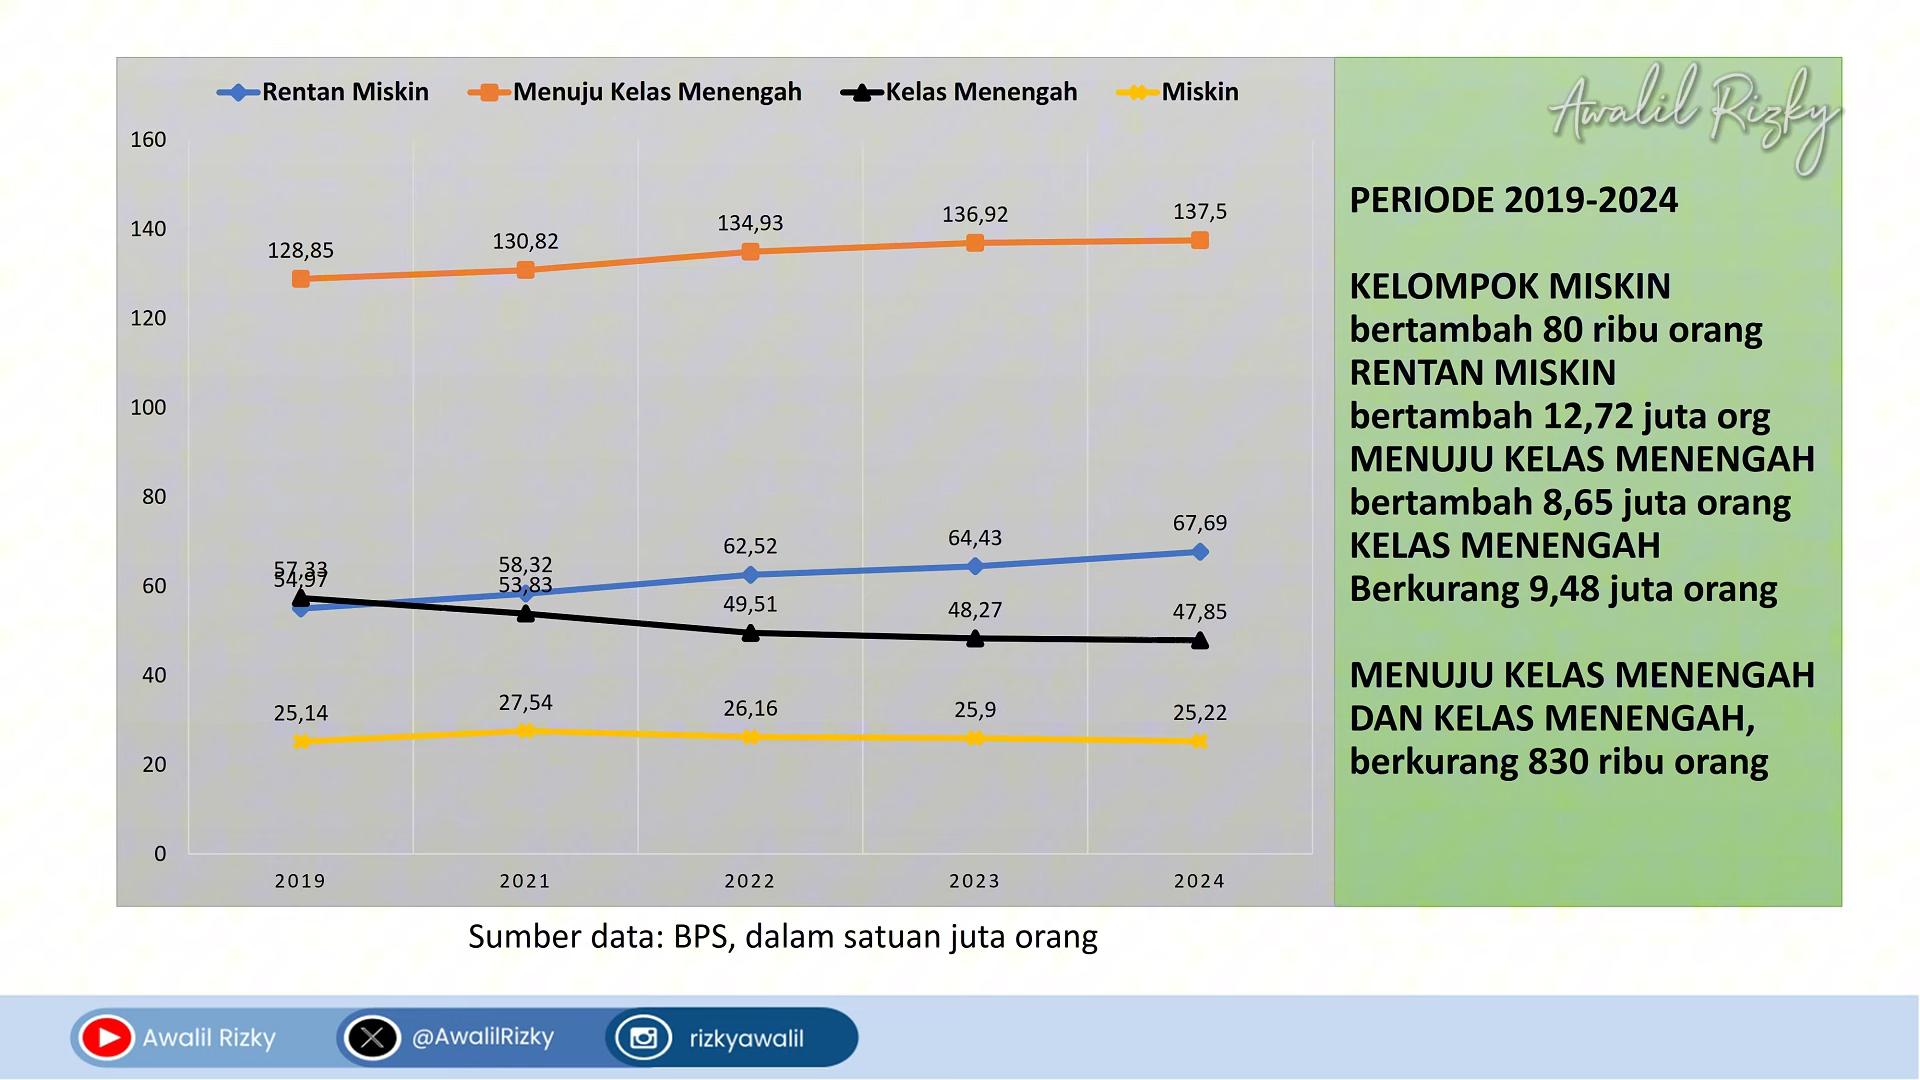 Rentan Miskin Menuju Kelas Menengah Kelas Menengah Miskin
160
140
120
100
80
60
40
20
0
128,85 130,82 134,93 136,92 137,5
54,97 58,32 62,52 64,43 67,69
57,33 53,83 49,51 48,27 47,85
25,14 27,54 26,16 25,9 25,22
2019 2021 2022 2023 2024
Sumber data: BPS, dalam satuan juta orang
Awalil Rizky
PERIODE 2019-2024
KELOMPOK MISKIN
bertambah 80 ribu orang
RENTAN MISKIN
bertambah 12,72 juta org
MENUJU KELAS MENENGAH
bertambah 8,65 juta orang
KELAS MENENGAH
Berkurang 9,48 juta orang
MENUJU KELAS MENENGAH
DAN KELAS MENENGAH,
berkurang 830 ribu orang
Awalil Rizky @AwalilRizky rizkyawalil